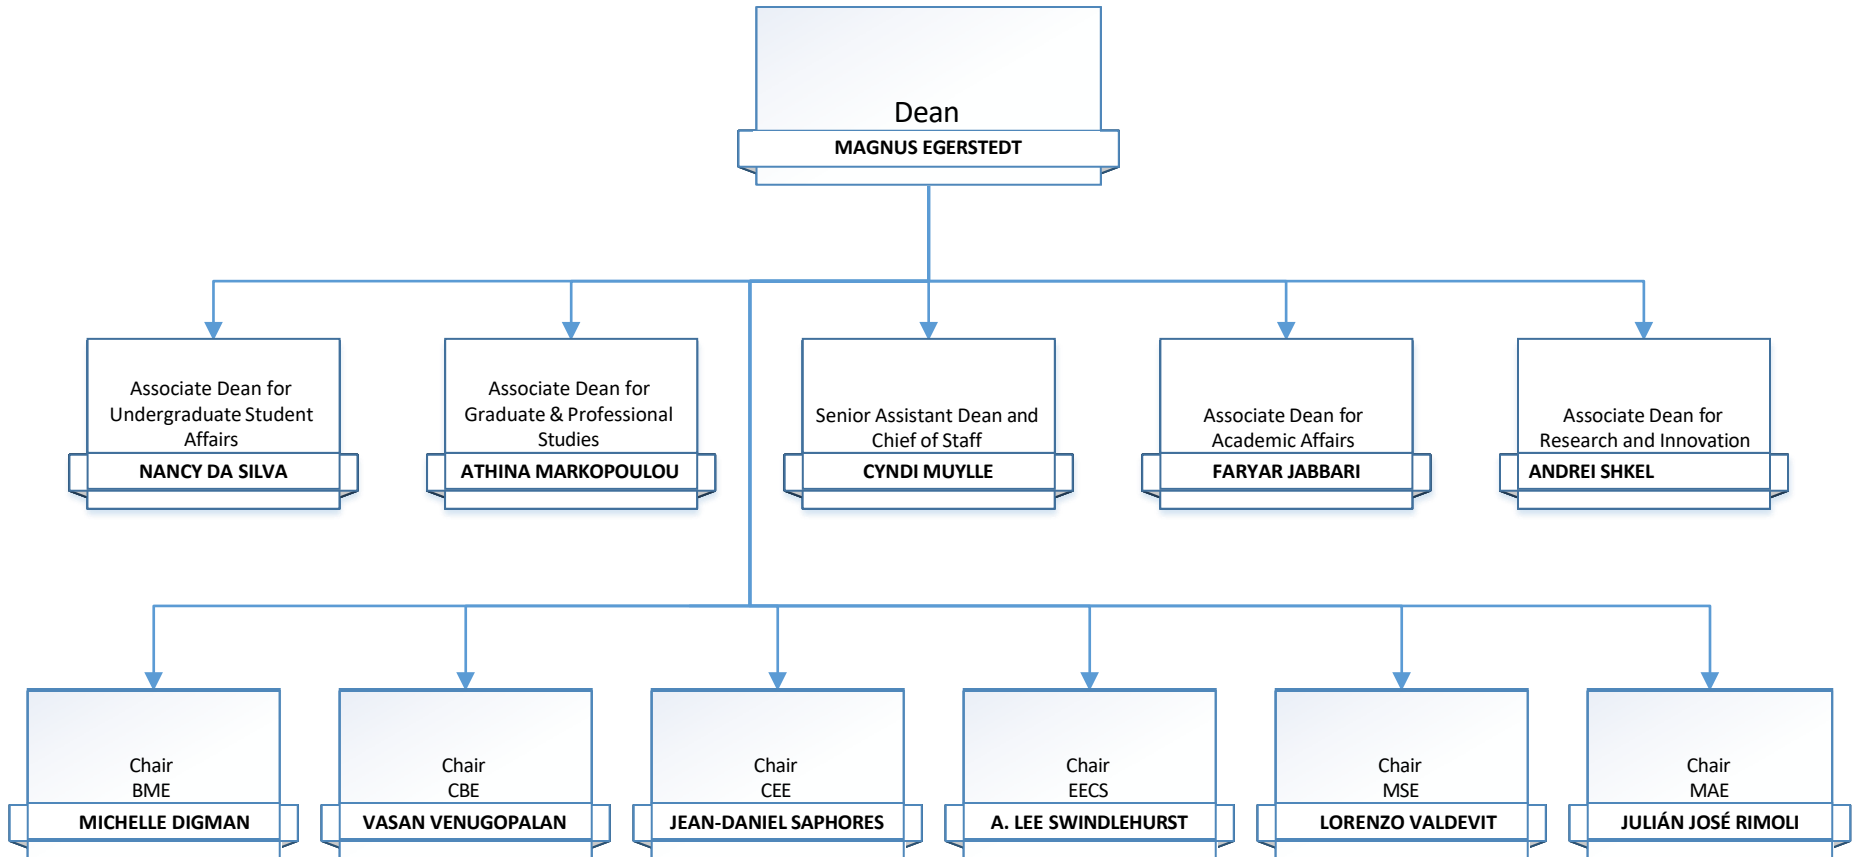 Dean
MAGNUS EGERSTEDT
Associate Dean for
Undergraduate Student
Affairs
NANCY DA SILVA
Associate Dean for
Graduate & Professional
Studies
ATHINA MARKOPOULOU
Senior Assistant Dean and
Chief of Staff
CYNDI MUYLLE
Associate Dean for
Academic Affairs
FARYAR JABBARI
Associate Dean for
Research and Innovation
ANDREI SHKEL
Chair
BME
MICHELLE DIGMAN
Chair
CBE
VASAN VENUGOPALAN
Chair
CEE
JEAN-DANIEL SAPHORES
Chair
EECS
A. LEE SWINDLEHURST
Chair
MSE
LORENZO VALDEVIT
Chair
MAE
JULIÁN JOSÉ RIMOLI